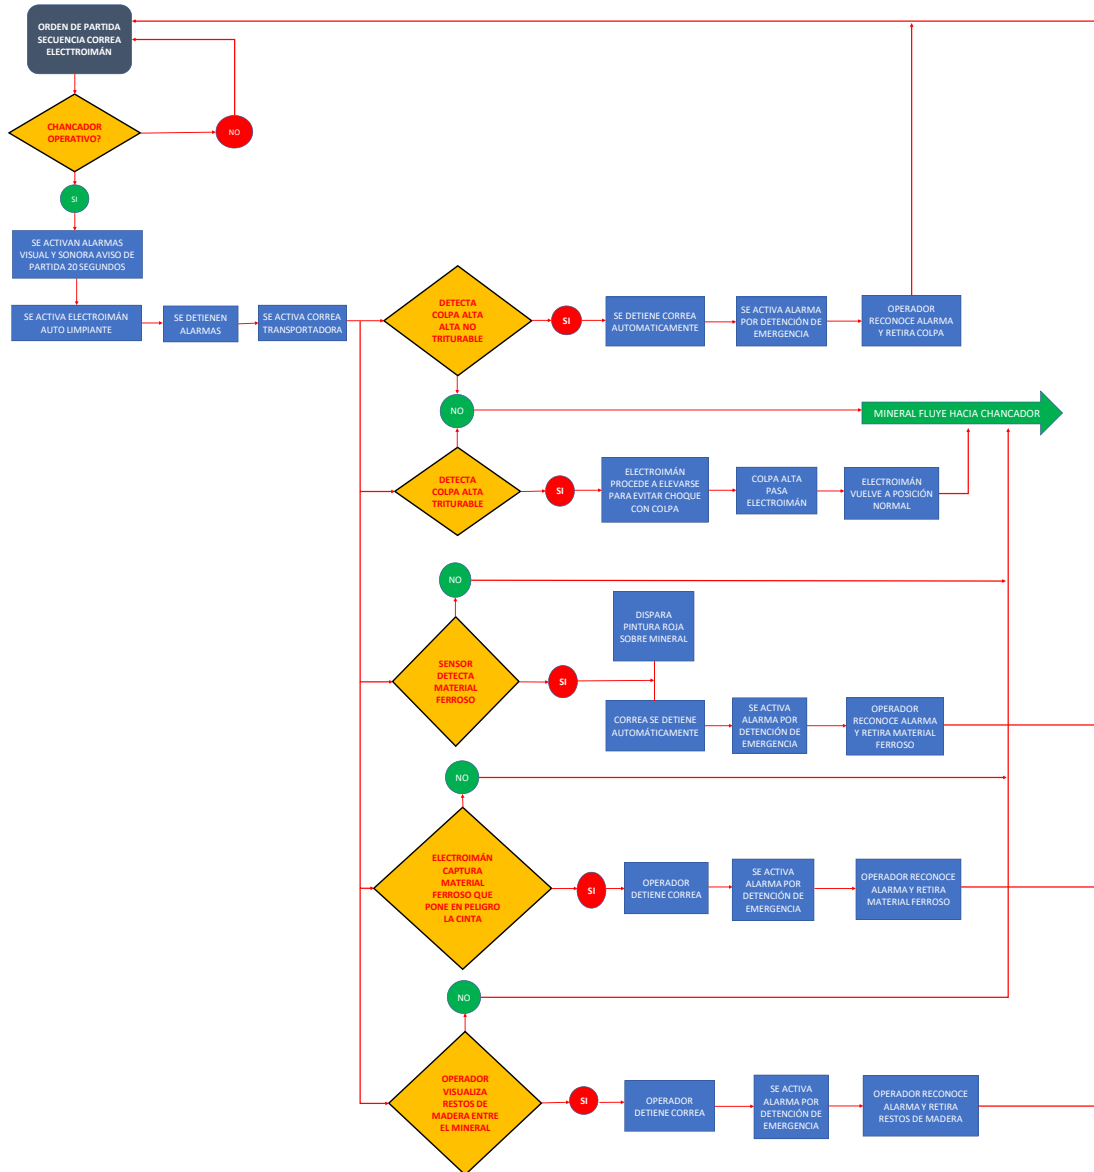 ORDEN DE PARTIDA
SECUENCIA CORREA
ELECTTROIMÁN
CHANCADOR
OPERATIVO?
NO
SI
SE ACTIVAN ALARMAS
VISUAL Y SONORA AVISO DE
PARTIDA 20 SEGUNDOS
SE ACTIVA ELECTROIMÁN
AUTO LIMPIANTE
SE DETIENEN
ALARMAS
SE ACTIVA CORREA
TRANSPORTADORA
DETECTA
COLPA ALTA
ALTA NO
TRITURABLE
SI
SE DETIENE CORREA
AUTOMATICAMENTE
SE ACTIVA ALARMA
POR DETENCIÓN DE
EMERGENCIA
OPERADOR
RECONOCE ALARMA
Y RETIRA COLPA
NO
MINERAL FLUYE HACIA CHANCADOR
DETECTA
COLPA ALTA
TRITURABLE
SI
ELECTROIMÁN
PROCEDE A ELEVARSE
PARA EVITAR CHOQUE
CON COLPA
COLPA ALTA
PASA
ELECTROIMÁN
ELECTROIMÁN
VUELVE A POSICIÓN
NORMAL
NO
SENSOR
DETECTA
MATERIAL
FERROSO
SI
DISPARA
PINTURA ROJA
SOBRE MINERAL
CORREA SE DETIENE
AUTOMÁTICAMENTE
SE ACTIVA
ALARMA POR
DETENCIÓN DE
EMERGENCIA
OPERADOR
RECONOCE ALARMA
Y RETIRA MATERIAL
FERROSO
NO
ELECTROIMÁN
CAPTURA
MATERIAL
FERROSO QUE
PONE EN PELIGRO
LA CINTA
SI
OPERADOR
DETIENE CORREA
SE ACTIVA
ALARMA POR
DETENCIÓN DE
EMERGENCIA
OPERADOR RECONOCE
ALARMA Y RETIRA
MATERIAL FERROSO
NO
OPERADOR
VISUALIZA
RESTOS DE
MADERA ENTRE
EL MINERAL
SI
OPERADOR
DETIENE CORREA
SE ACTIVA
ALARMA POR
DETENCIÓN DE
EMERGENCIA
OPERADOR RECONOCE
ALARMA Y RETIRA
RESTOS DE MADERA